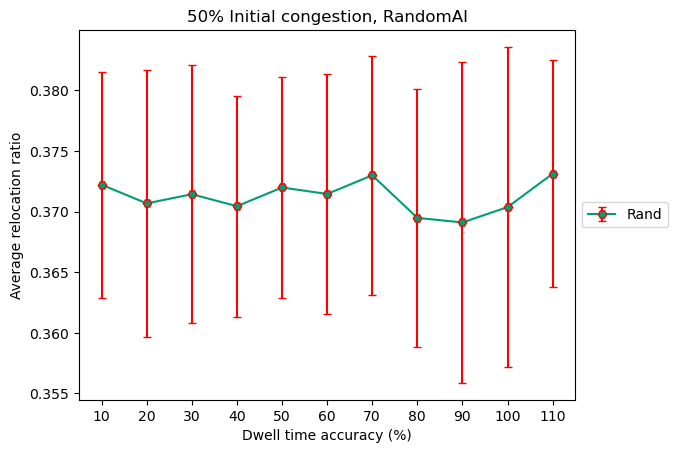 50% Initial congestion, RandomAI
Average relocation ratio
0.380
0.375
0.370
0.365
0.360
0.355
10 20 30 40 50 60 70 80 90 100 110
Dwell time accuracy (%)
Rand